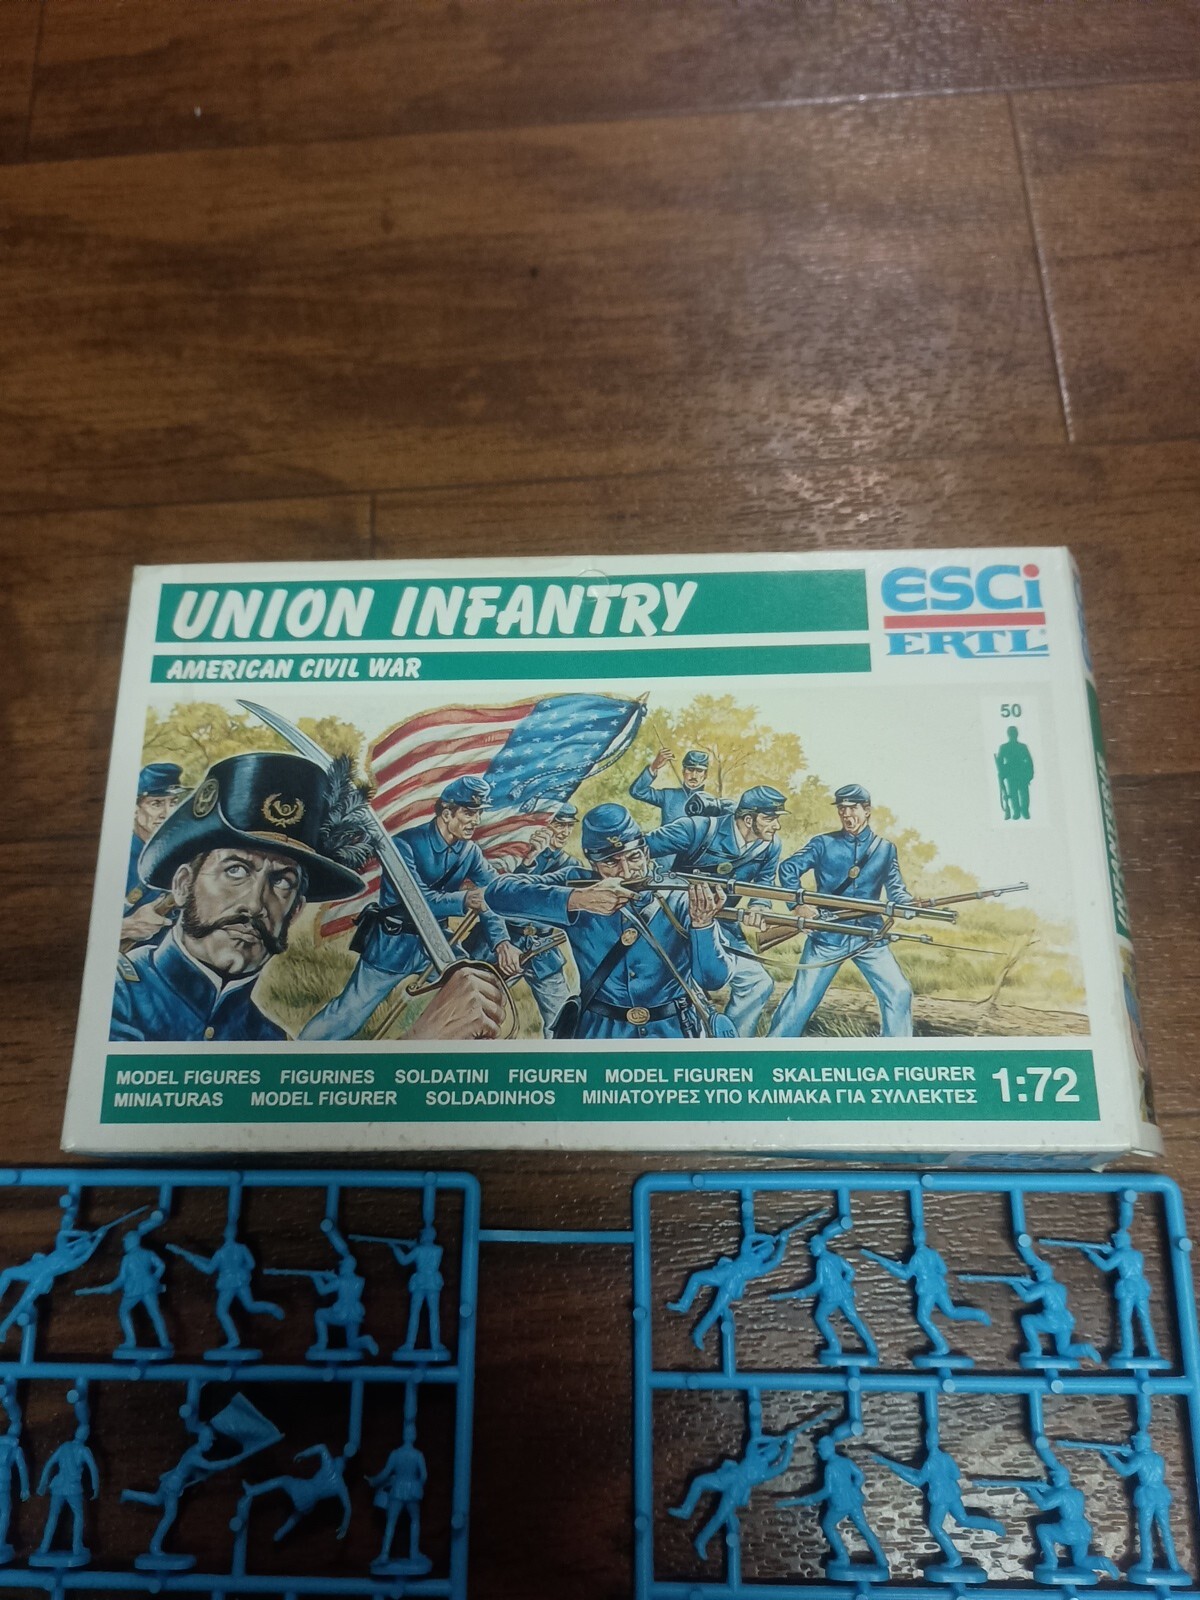 UNION INFANTRY
AMERICAN CIVIL WAR
ESCi
ERTL
50
MODEL FIGURES FIGURINES SOLDATINI FIGUREN MODEL FIGUREN SKALENLIGA FIGURER
MINIATURAS MODEL FIGURER SOLDADINHOS ΜΙΝΙΑΤΟΥΡΕΣ ΥΠΟ ΚΛΙΜΑΚΑ ΓΙΑ ΣΥΛΛΕΚΤΕΣ
1:72